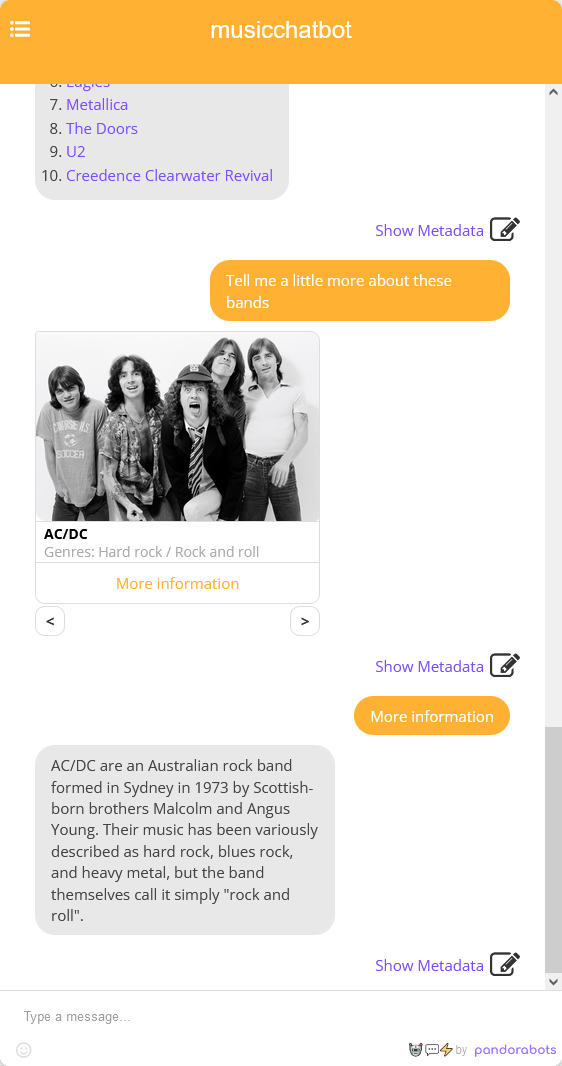 musicchatbot
6. Eagles
7. Metallica
8. The Doors
9. U2
10. Creedence Clearwater Revival
Show Metadata
Tell me a little more about these
bands
AC/DC
Genres: Hard rock / Rock and roll
More information
< >
Show Metadata
More information
AC/DC are an Australian rock band
formed in Sydney in 1973 by Scottish-
born brothers Malcolm and Angus
Young. Their music has been variously
described as hard rock, blues rock,
and heavy metal, but the band
themselves call it simply "rock and
roll".
Show Metadata
Type a message...
by pandorabots